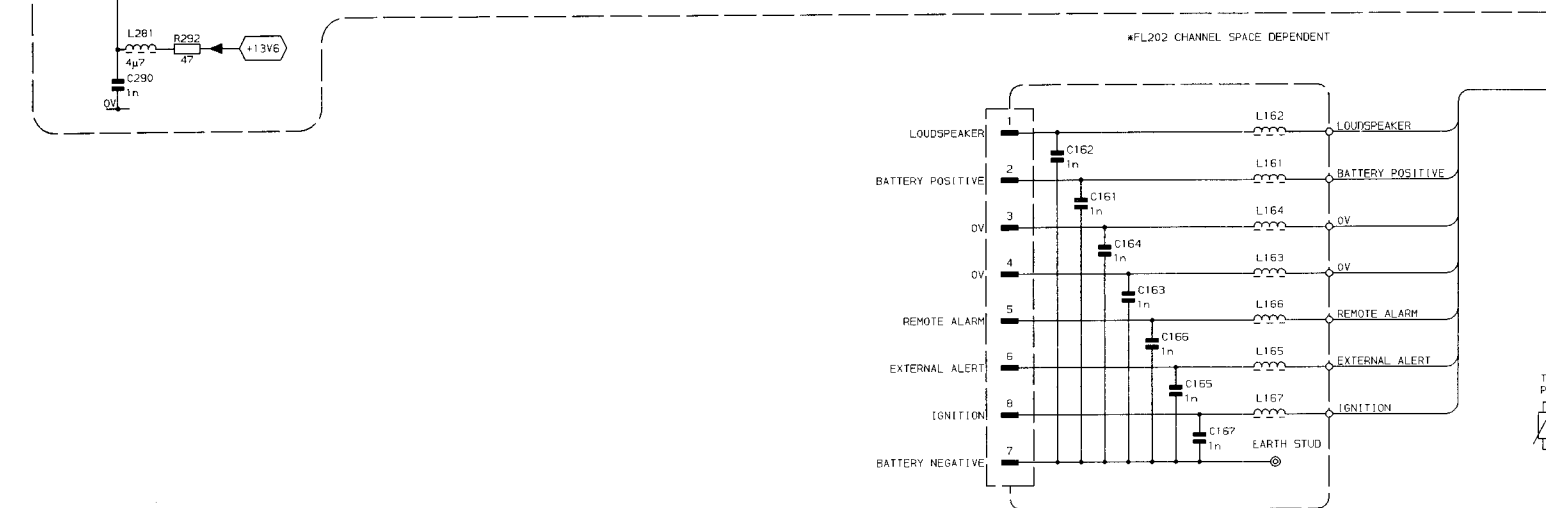 L281
R292
+13V6
4µ7
47
C290
1n
0V
*FL202 CHANNEL SPACE DEPENDENT
1
LOUDSPEAKER
L162
LOUDSPEAKER
C162
1n
2
BATTERY POSITIVE
L161
BATTERY POSITIVE
C161
1n
3
0V
L164
0V
C164
1n
4
0V
L163
0V
C163
1n
5
REMOTE ALARM
L166
REMOTE ALARM
C166
1n
6
EXTERNAL ALERT
L165
EXTERNAL ALERT
C165
1n
8
IGNITION
L167
IGNITION
C167
1n
EARTH STUD
7
BATTERY NEGATIVE
T
P